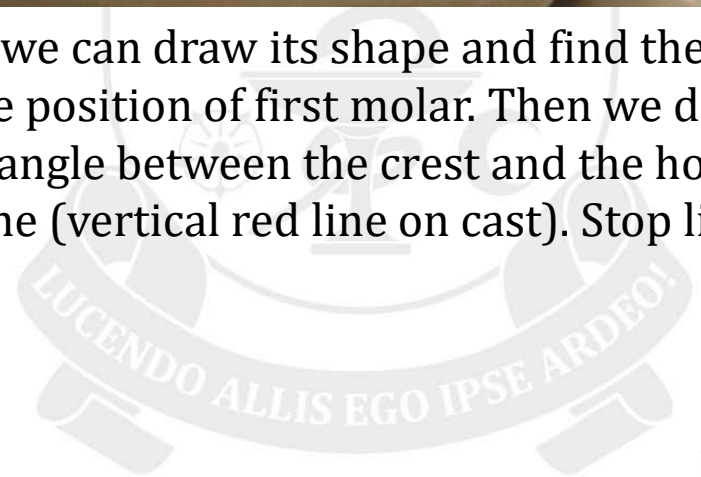 we can draw its shape and find the
e position of first molar. Then we d
angle between the crest and the ho
ne (vertical red line on cast). Stop li
LUCENDO ALLIS EGO IPSE ARDEO!